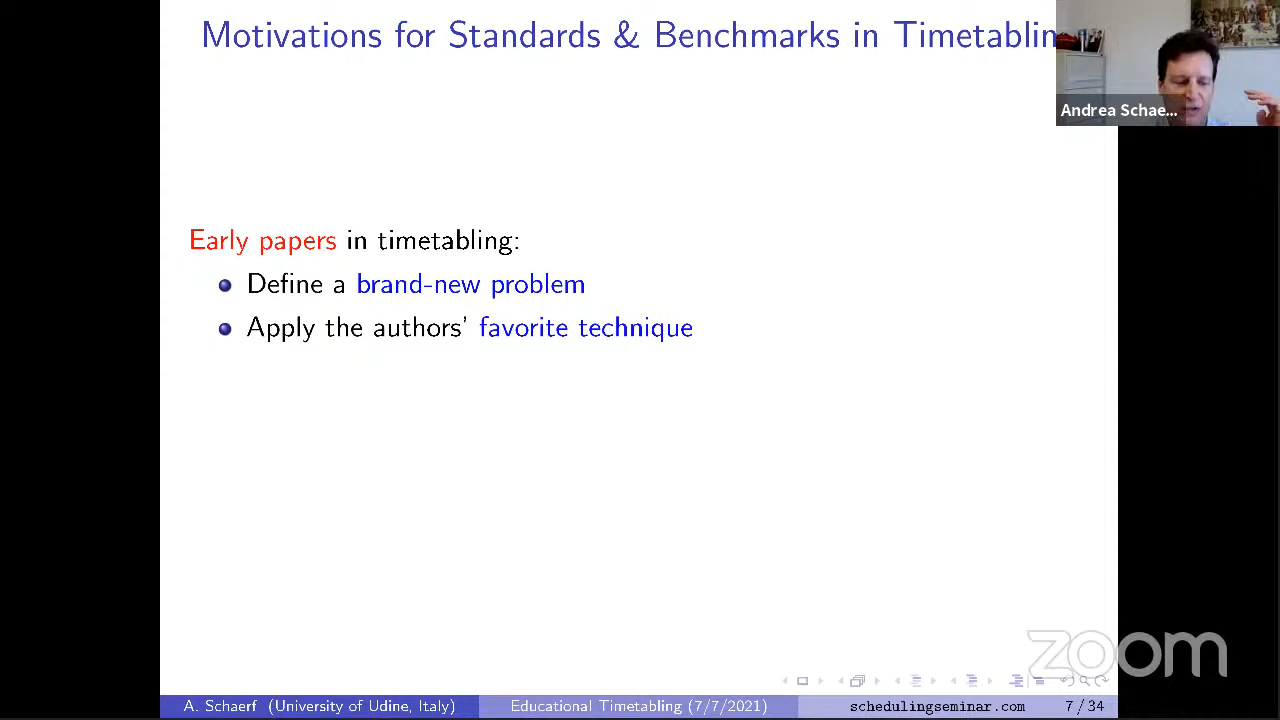 Motivations for Standards & Benchmarks in Timetablin
Andrea Schae...
Early papers in timetabling:
Define a brand-new problem
Apply the authors' favorite technique
zoom
A. Schaerf (University of Udine, Italy)
Educational Timetabling (7/7/2021)
schedulingseminar.com
7 / 34